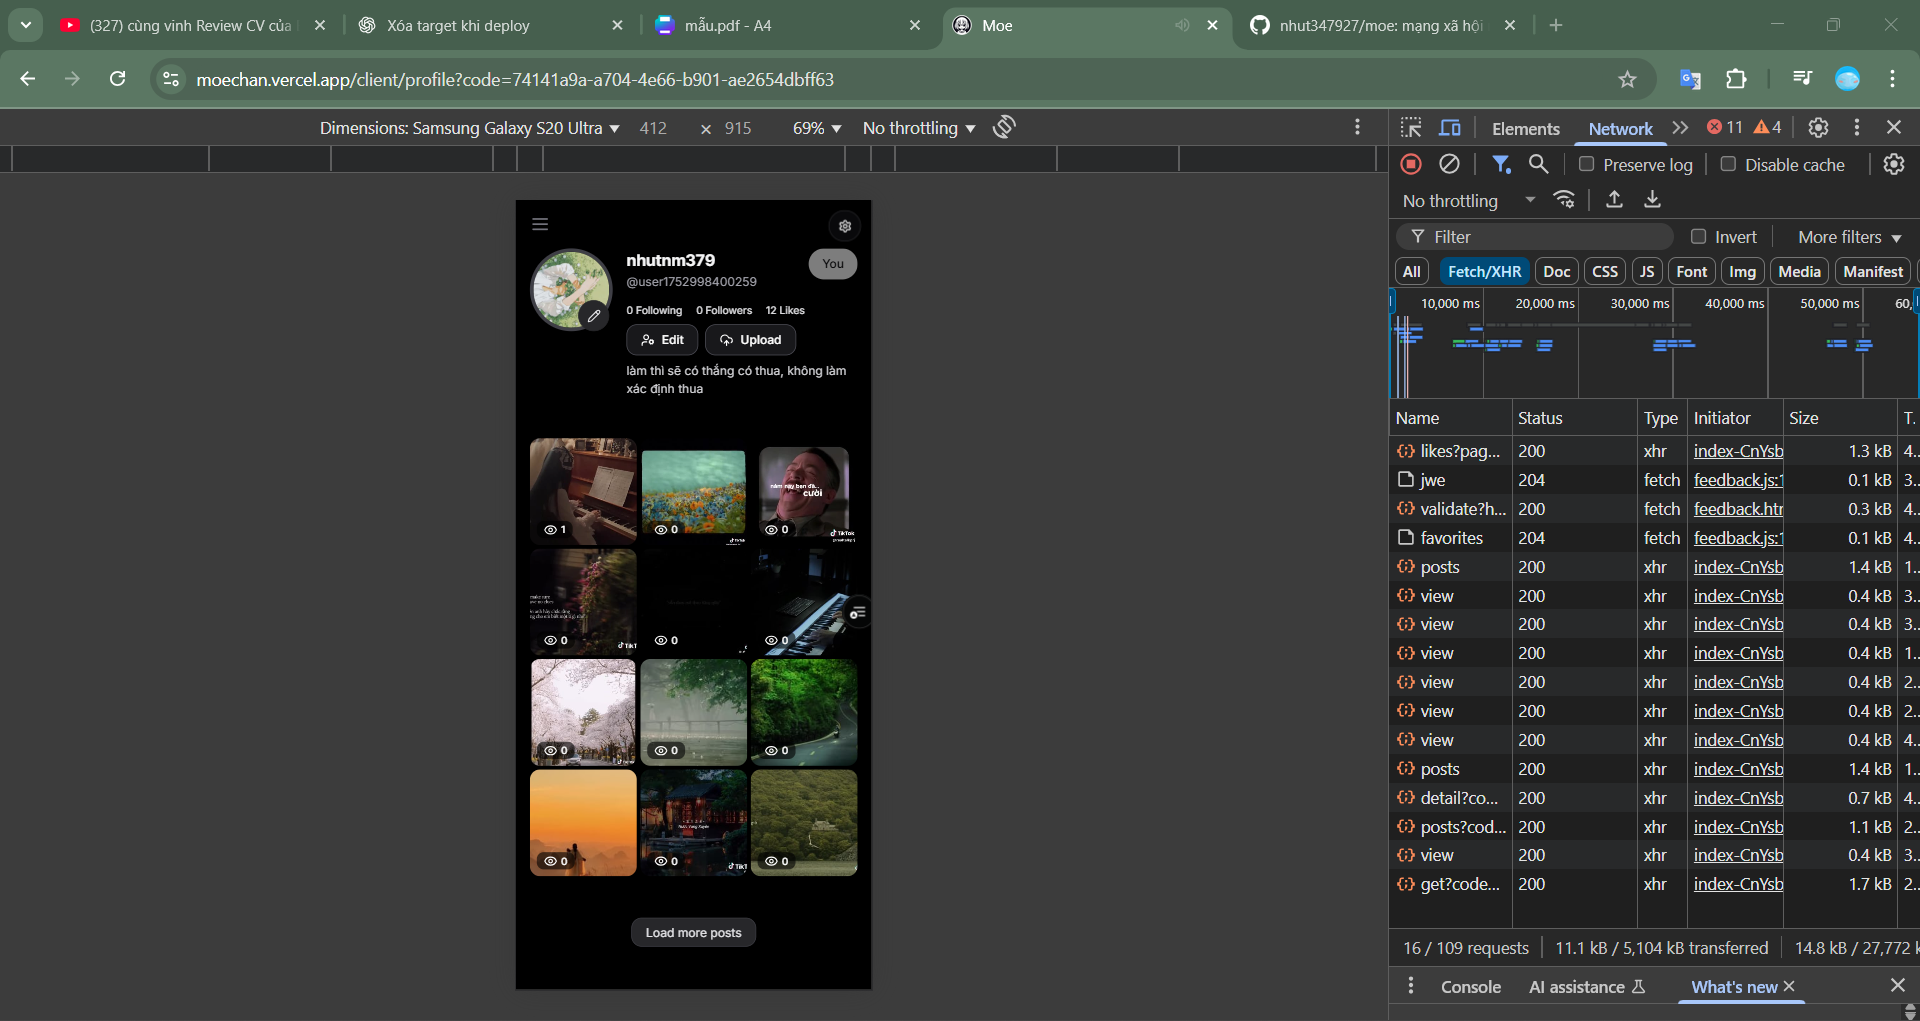 (327) cùng vinh Review CV của
Xóa target khi deploy
mẫu.pdf - A4
Moe
nhut347927/moe: mạng xã hội
moechan.vercel.app/client/profile?code=74141a9a-a704-4e66-b901-ae2654dbff63
Dimensions: Samsung Galaxy S20 Ultra 412 × 915 69% No throttling
Elements Network 11 4
Preserve log Disable cache
No throttling
Filter Invert More filters
All Fetch/XHR Doc CSS JS Font Img Media Manifest
10,000 ms 20,000 ms 30,000 ms 40,000 ms 50,000 ms 60,
Name Status Type Initiator Size T.
likes?pag... 200 xhr index-CnYsb 1.3 kB 4..
jwe 204 fetch feedback.js:1 0.1 kB 3..
validate?h... 200 fetch feedback.htr 0.3 kB 4..
favorites 204 fetch feedback.js:1 0.1 kB 4..
posts 200 xhr index-CnYsb 1.4 kB 1..
view 200 xhr index-CnYsb 0.4 kB 3..
view 200 xhr index-CnYsb 0.4 kB 3..
view 200 xhr index-CnYsb 0.4 kB 1..
view 200 xhr index-CnYsb 0.4 kB 2..
view 200 xhr index-CnYsb 0.4 kB 2..
view 200 xhr index-CnYsb 0.4 kB 4..
posts 200 xhr index-CnYsb 1.4 kB 1..
detail?co... 200 xhr index-CnYsb 0.7 kB 4..
posts?cod... 200 xhr index-CnYsb 1.1 kB 2..
view 200 xhr index-CnYsb 0.4 kB 3..
get?code... 200 xhr index-CnYsb 1.7 kB 2..
16 / 109 requests 11.1 kB / 5,104 kB transferred 14.8 kB / 27,772 k
Console AI assistance What's new
nhutnm379
You
@user1752998400259
0 Following 0 Followers 12 Likes
Edit Upload
làm thì sẽ có thắng có thua, không làm
xác định thua
năm nay bạn đã...
cười
TikTok
1 0 0
make sure
0 0 0
0 0 0
0 0 0
Load more posts